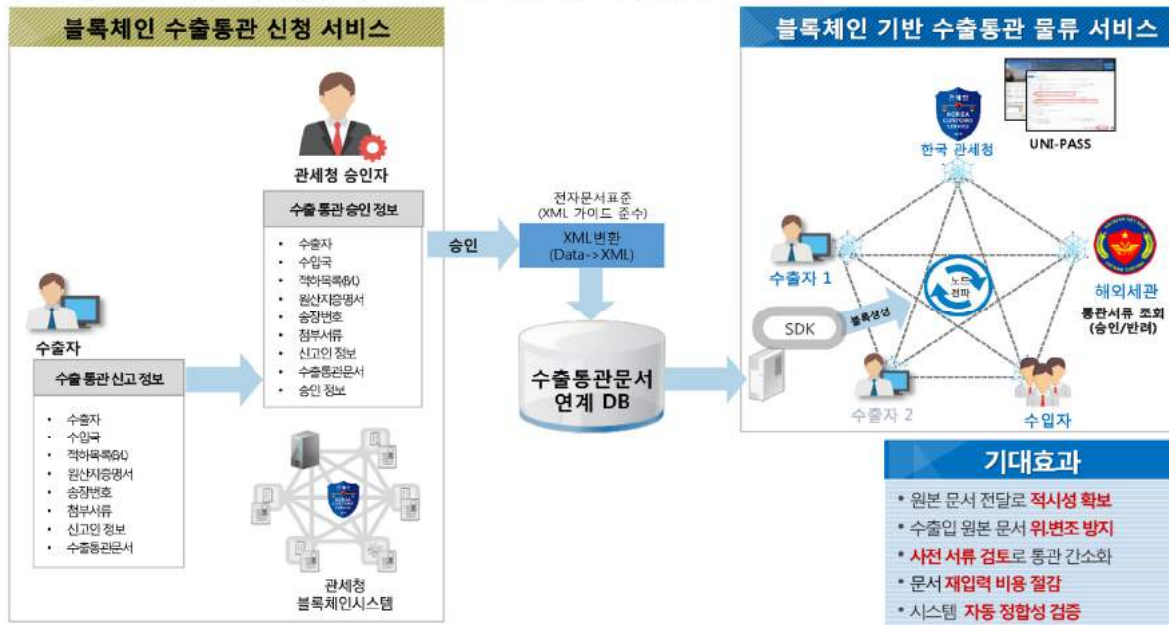 블록체인 수출통관 신청 서비스
관세청 승인자
수출 통관 승인 정보
• 수출자
• 수입국
• 적하목록(B/L)
• 원산지증명서
• 송장번호
• 첨부서류
• 신고인 정보
• 수출통관문서
• 승인 정보
수출자
수출 통관 신고 정보
• 수출자
• 수입국
• 적하목록(B/L)
• 원산지증명서
• 송장번호
• 첨부서류
• 신고인 정보
• 수출통관문서
관세청
블록체인시스템
승인
전자문서표준
(XML 가이드 준수)
XML변환
(Data->XML)
수출통관문서
연계 DB
블록체인 기반 수출통관 물류 서비스
관세청
KOREA
CUSTOMS
SERVICE
한국 관세청
UNI-PASS
수출자 1
노드
전파
해외세관
통관서류 조회
(승인/반려)
SDK
블록생성
수출자 2
수입자
기대효과
• 원본 문서 전달로 적시성 확보
• 수출입 원본 문서 위.변조 방지
• 사전 서류 검토로 통관 간소화
• 문서 재입력 비용 절감
• 시스템 자동 정합성 검증